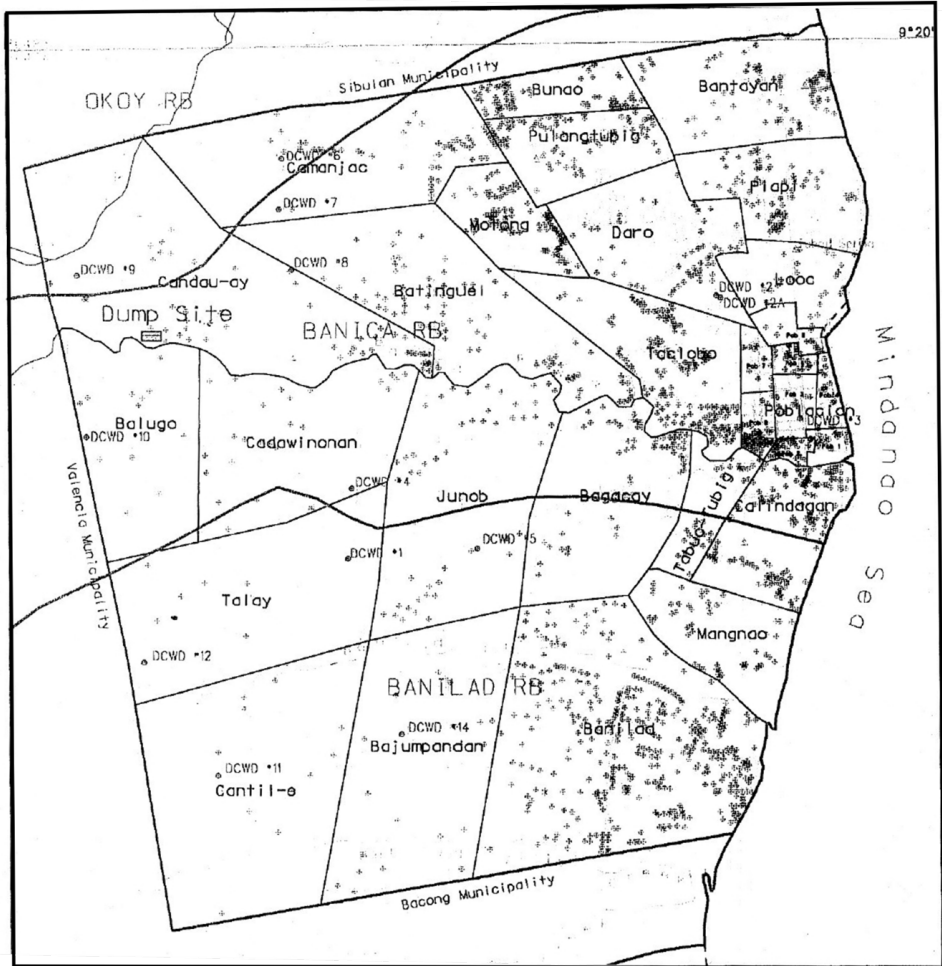 9°20'
Sibulan Municipality
OKOY RB
Bunao
Bantayan
Pulangtubig
DCWD #6
Camanjac
Piapi
DCWD #7
Motong
Daro
DCWD #8
DCWD #9
Candau-ay
Batinguel
Looc
DCWD #2
DCWD #2A
Dump Site
BANICA RB
Taclobo
Mindanao Sea
Balugo
Poblacion
DCWD #3
DCWD #10
Cadawinonan
DCWD #4
Junob
Bagacay
Calindagan
Tabuc-Tubig
Valencia Municipality
DCWD #1
DCWD #5
Talay
Mangnao
DCWD #12
BANILAD RB
DCWD #14
Banilad
Bajumpandan
DCWD #11
Cantil-e
Bacong Municipality